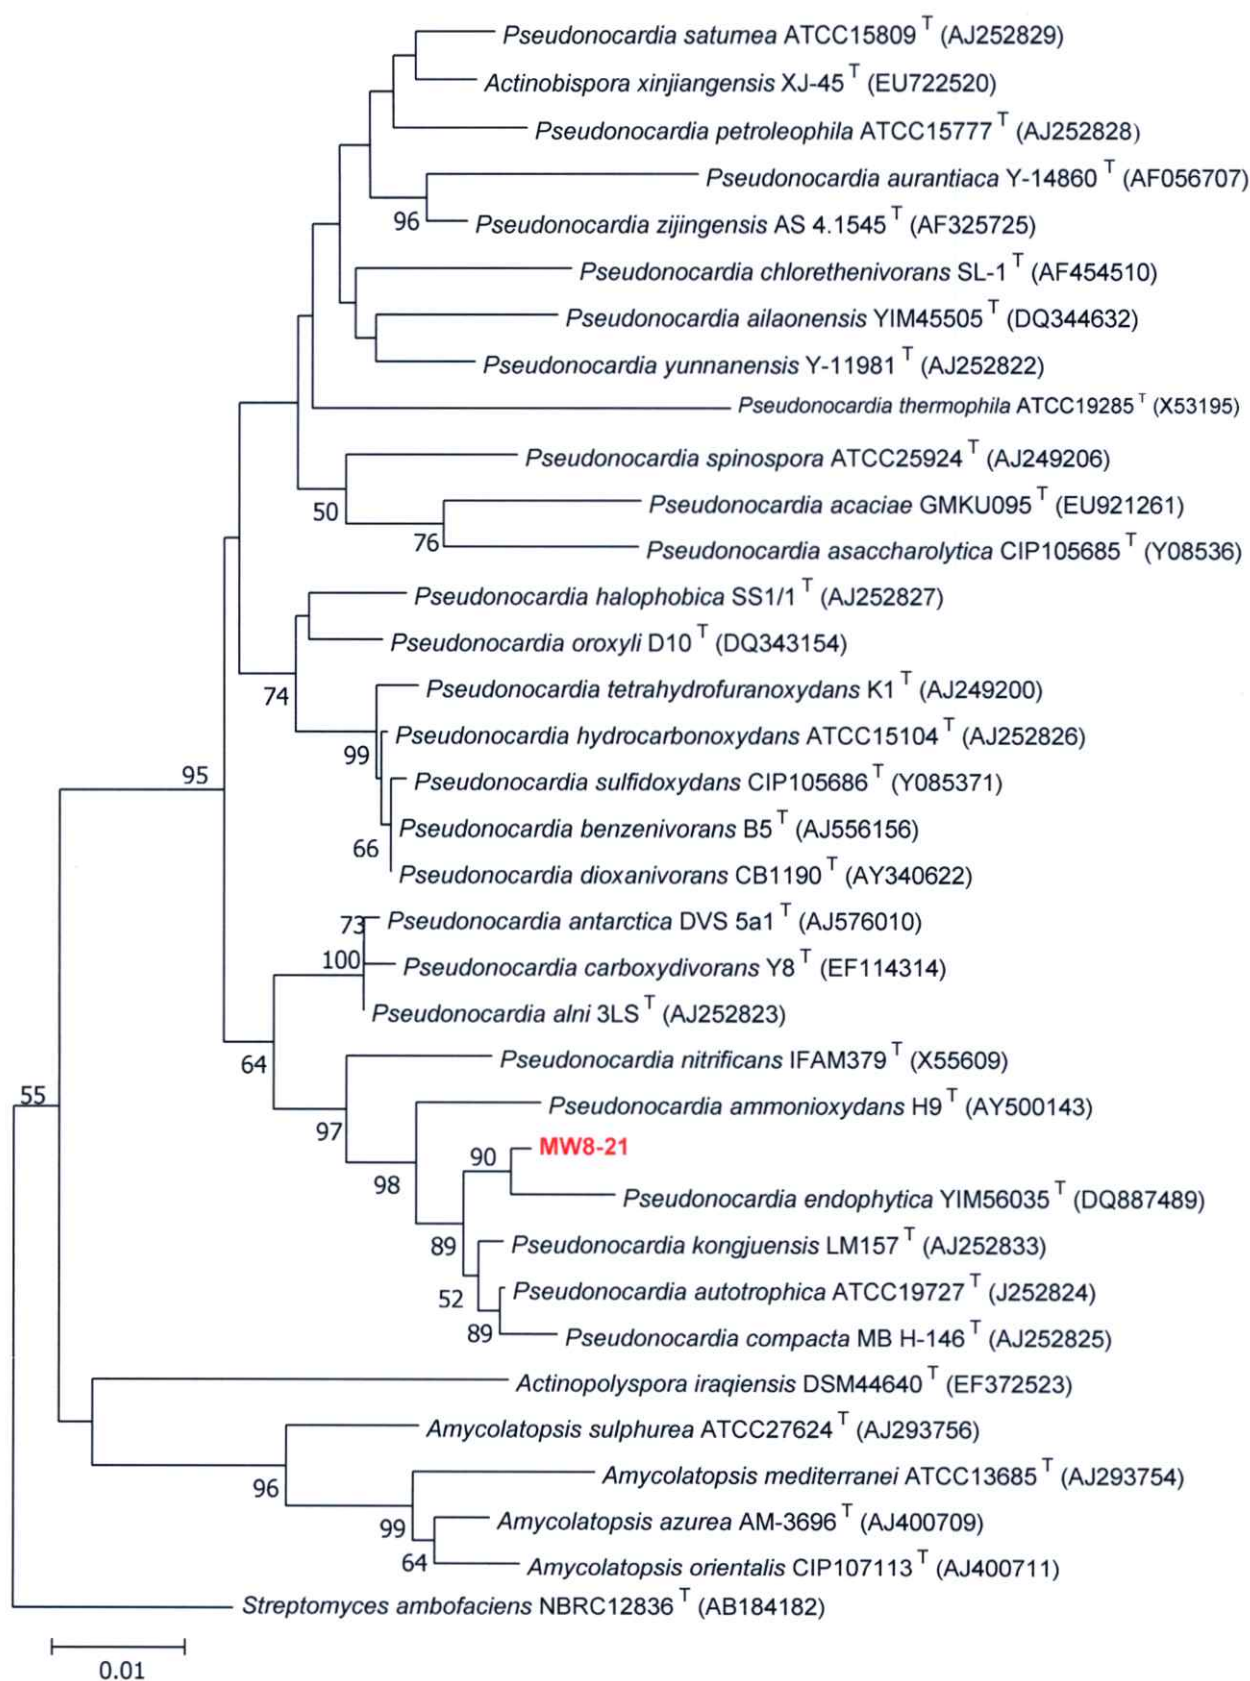 Pseudonocardia satumea ATCC15809 T (AJ252829)
Actinobispora xinjiangensis XJ-45 T (EU722520)
Pseudonocardia petroleophila ATCC15777 T (AJ252828)
Pseudonocardia aurantiaca Y-14860 T (AF056707)
96
Pseudonocardia zijingensis AS 4.1545 T (AF325725)
Pseudonocardia chlorethenivorans SL-1 T (AF454510)
Pseudonocardia ailaonensis YIM45505 T (DQ344632)
Pseudonocardia yunnanensis Y-11981 T (AJ252822)
Pseudonocardia thermophila ATCC19285 T (X53195)
Pseudonocardia spinospora ATCC25924 T (AJ249206)
50
Pseudonocardia acaciae GMKU095 T (EU921261)
76
Pseudonocardia asaccharolytica CIP105685 T (Y08536)
Pseudonocardia halophobica SS1/1 T (AJ252827)
Pseudonocardia oroxyli D10 T (DQ343154)
74
Pseudonocardia tetrahydrofuranoxydans K1 T (AJ249200)
Pseudonocardia hydrocarbonoxydans ATCC15104 T (AJ252826)
99
Pseudonocardia sulfidoxydans CIP105686 T (Y085371)
95
Pseudonocardia benzenivorans B5 T (AJ556156)
66
Pseudonocardia dioxanivorans CB1190 T (AY340622)
73
Pseudonocardia antarctica DVS 5a1 T (AJ576010)
100
Pseudonocardia carboxydivorans Y8 T (EF114314)
Pseudonocardia alni 3LS T (AJ252823)
64
Pseudonocardia nitrificans IFAM379 T (X55609)
55
Pseudonocardia ammonioxydans H9 T (AY500143)
97
MW8-21
90
98
Pseudonocardia endophytica YIM56035 T (DQ887489)
89
Pseudonocardia kongjuensis LM157 T (AJ252833)
52
Pseudonocardia autotrophica ATCC19727 T (J252824)
89
Pseudonocardia compacta MB H-146 T (AJ252825)
Actinopolyspora iraqiensis DSM44640 T (EF372523)
Amycolatopsis sulphurea ATCC27624 T (AJ293756)
96
Amycolatopsis mediterranei ATCC13685 T (AJ293754)
99
Amycolatopsis azurea AM-3696 T (AJ400709)
64
Amycolatopsis orientalis CIP107113 T (AJ400711)
Streptomyces ambofaciens NBRC12836 T (AB184182)
0.01